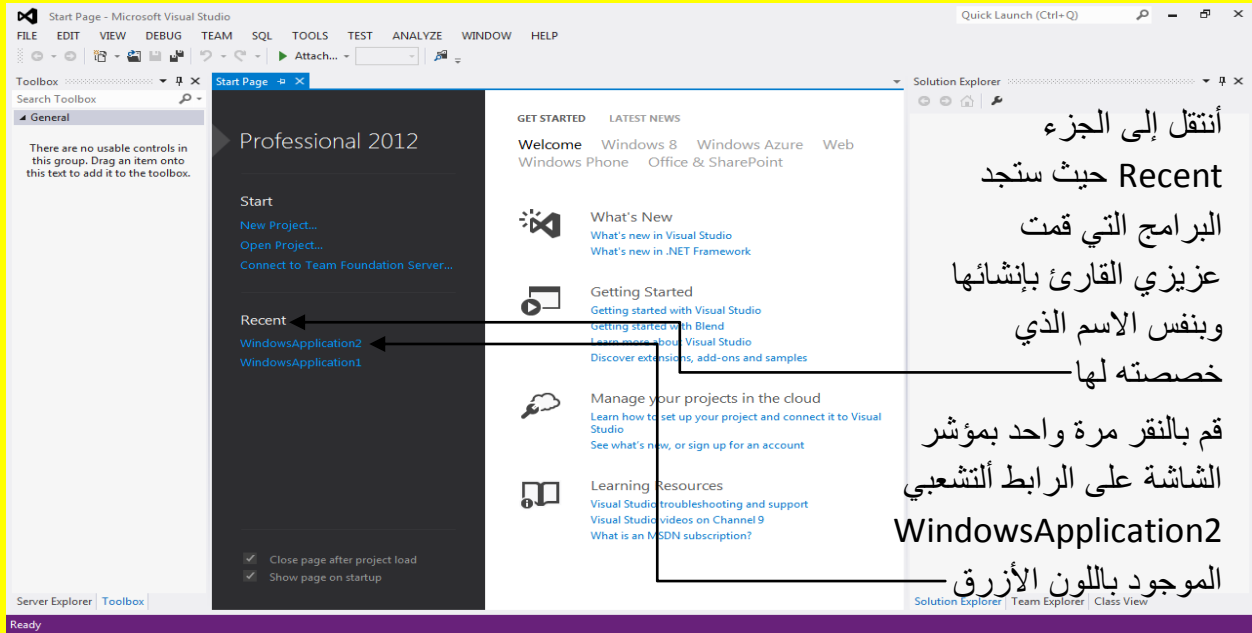 Start Page - Microsoft Visual Studio
Quick Launch (Ctrl+Q)
FILE EDIT VIEW DEBUG TEAM SQL TOOLS TEST ANALYZE WINDOW HELP
Attach...
Toolbox
Search Toolbox
General
There are no usable controls in
this group. Drag an item onto
this text to add it to the toolbox.
Server Explorer Toolbox
Start Page
Professional 2012
Start
New Project...
Open Project...
Connect to Team Foundation Server...
Recent
WindowsApplication2
WindowsApplication1
Close page after project load
Show page on startup
GET STARTED LATEST NEWS
Welcome Windows 8 Windows Azure Web
Windows Phone Office & SharePoint
What's New
What's new in Visual Studio
What's new in .NET Framework
Getting Started
Getting started with Visual Studio
Getting started with Blend
Learn more about Visual Studio
Discover extensions, add-ons and samples
Manage your projects in the cloud
Learn how to set up your project and connect it to Visual
Studio
See what's new, or sign up for an account
Learning Resources
Visual Studio troubleshooting and support
Visual Studio videos on Channel 9
What is an MSDN subscription?
Solution Explorer
أنتقل إلى الجزء
Recent حيث ستجد
البرامج التي قمت
عزيزي القارئ بإنشائها
وبنفس الاسم الذي
خصصته لها
قم بالنقر مرة واحد بمؤشر
الشاشة على الرابط ألتشعبي
WindowsApplication2
الموجود باللون الأزرق
Solution Explorer Team Explorer Class View
Ready